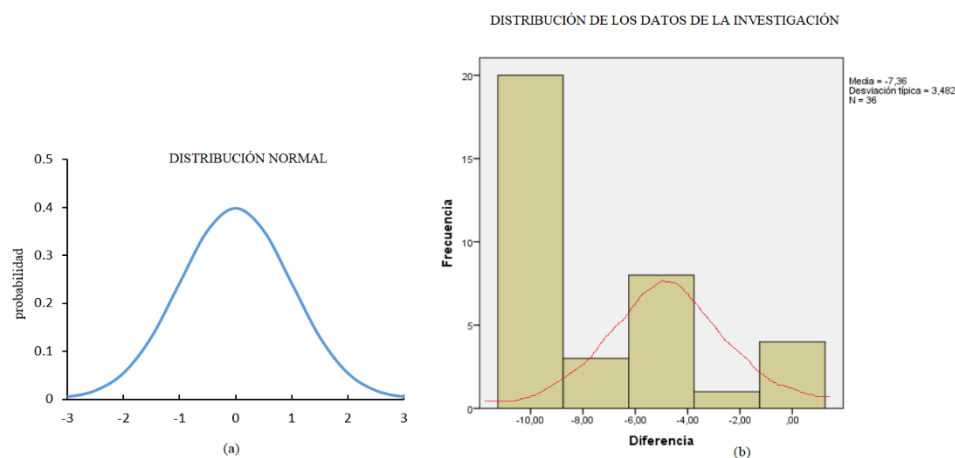 DISTRIBUCIÓN DE LOS DATOS DE LA INVESTIGACIÓN
DISTRIBUCIÓN NORMAL
probabilidad
0.5
0.4
0.3
0.2
0.1
0
-3 -2 -1 0 1 2 3
(a)
Media = -7,36
Desviación típica = 3,482
N = 36
Frecuencia
20
15
10
5
0
-10,00 -8,00 -6,00 -4,00 -2,00 ,00
Diferencia
(b)